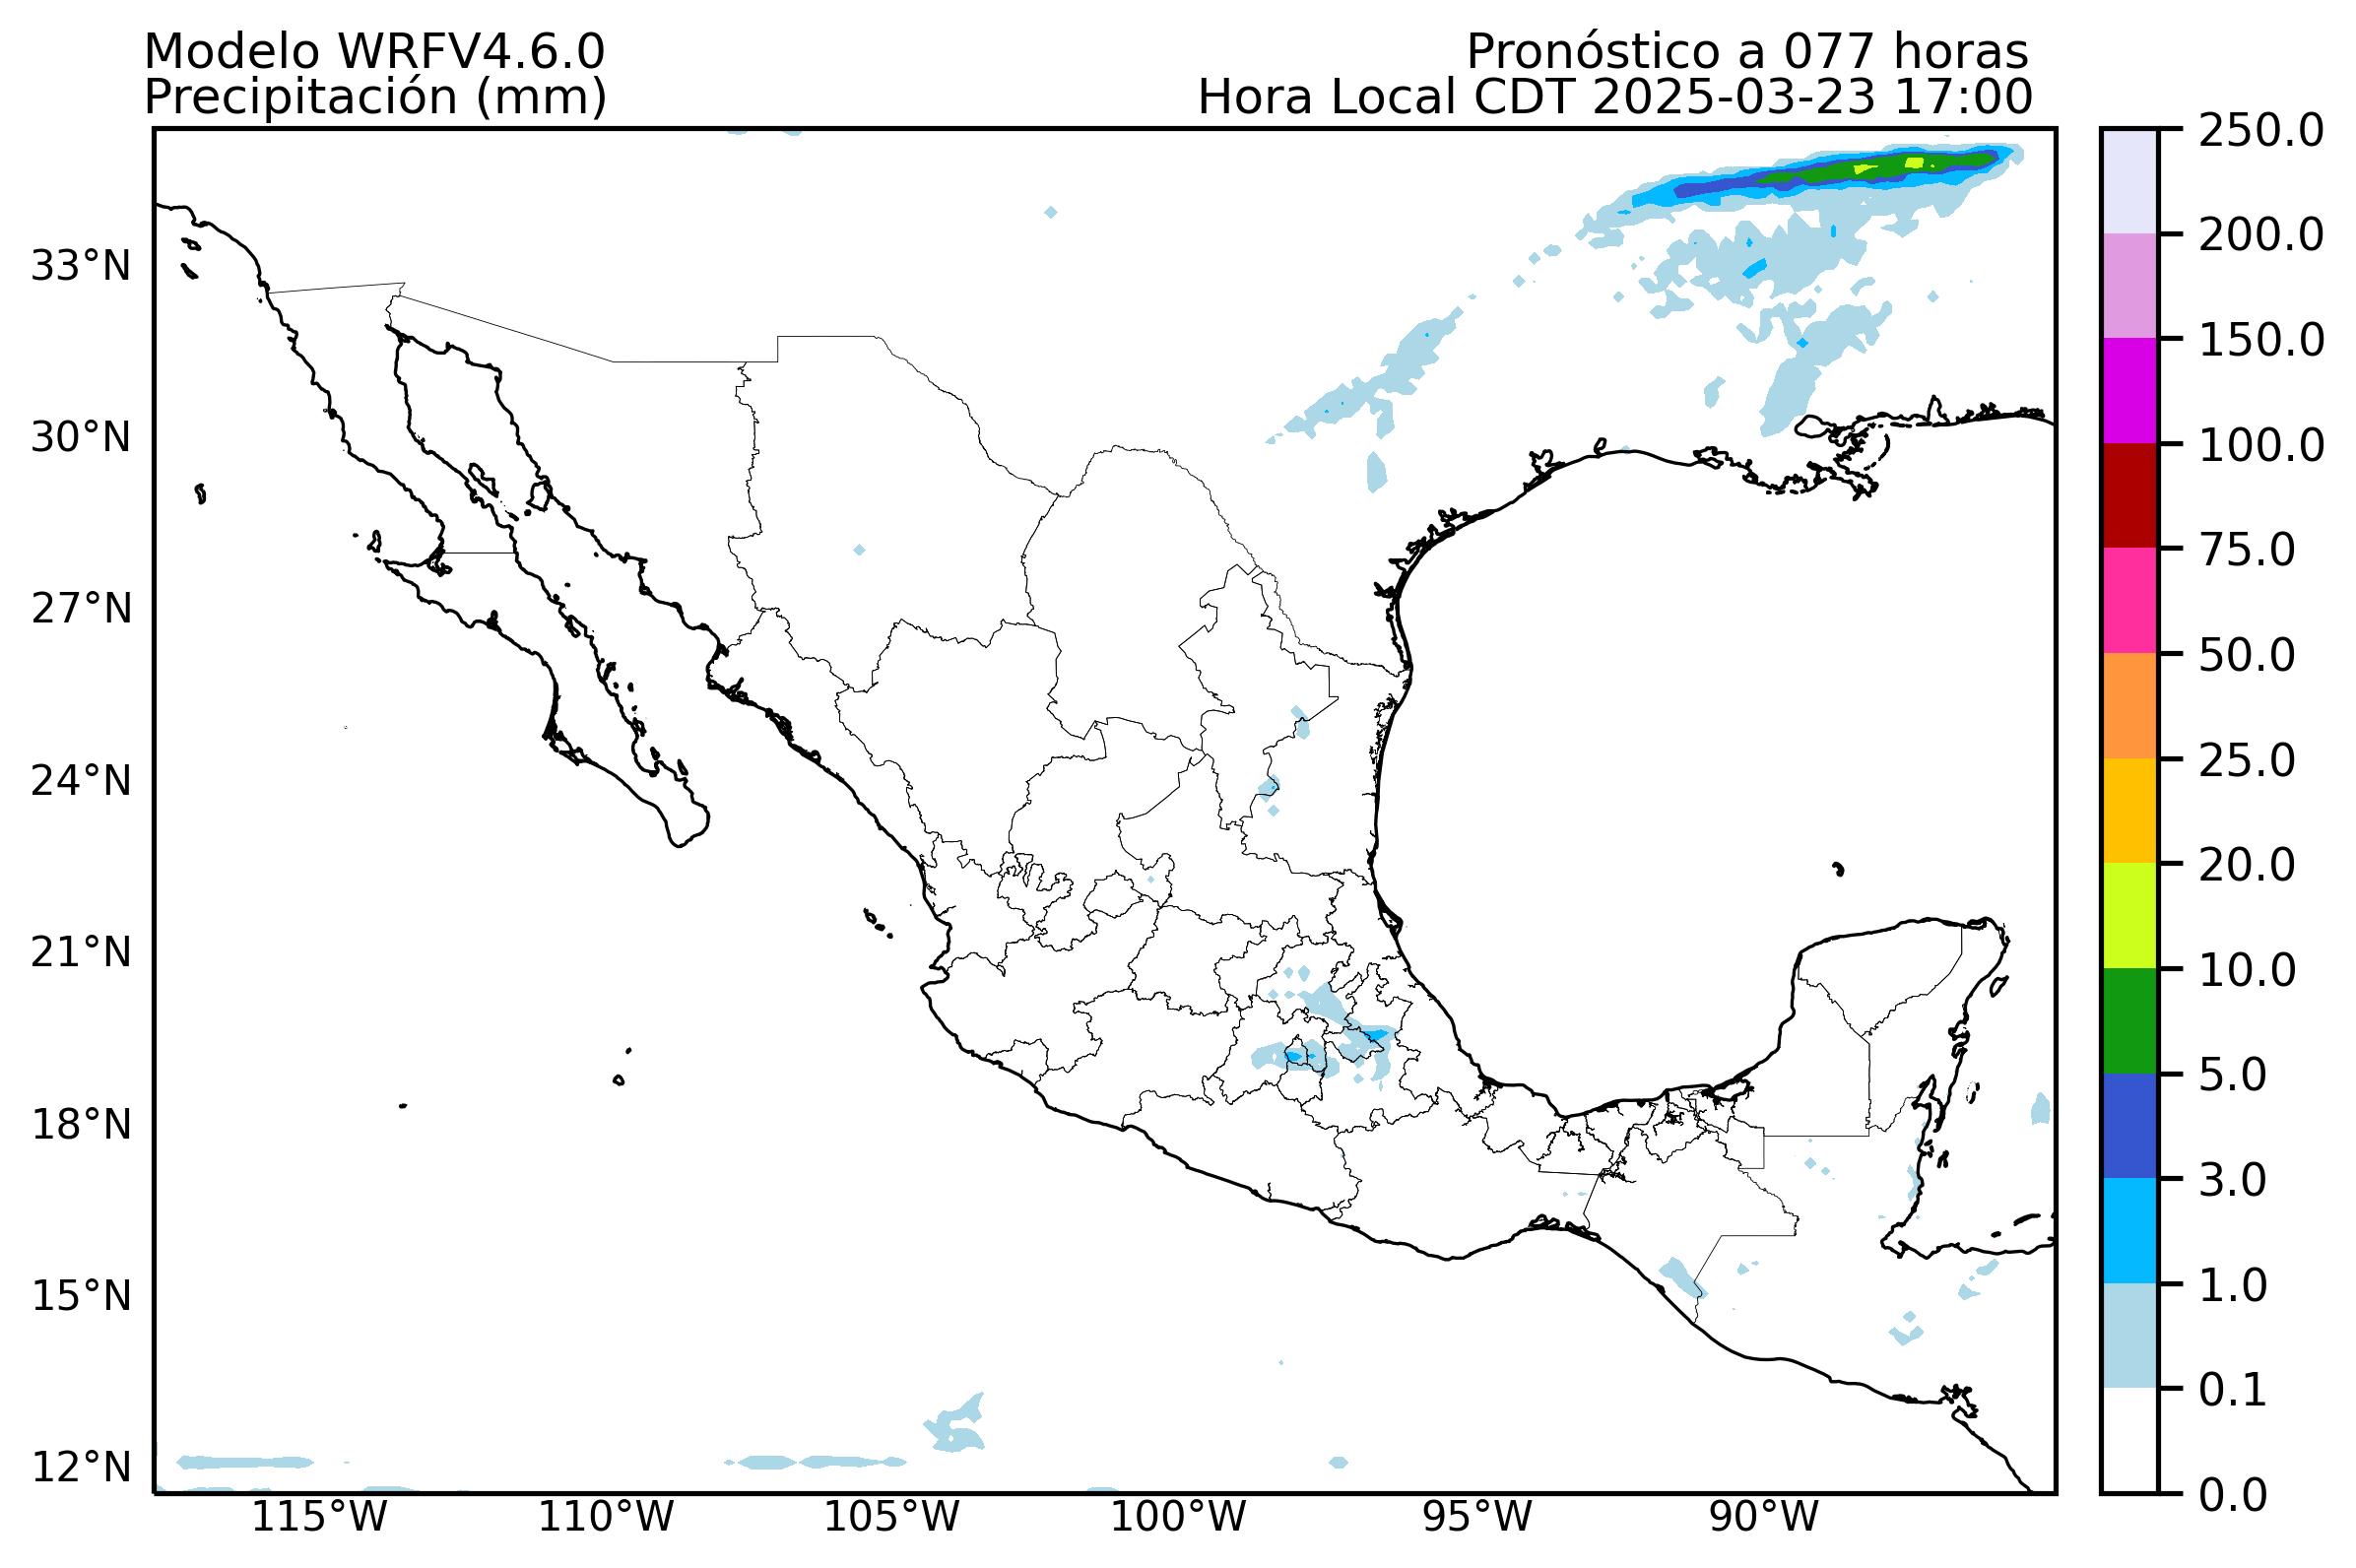 Modelo WRFV4.6.0
Pronóstico a 077 horas
Precipitación (mm)
Hora Local CDT 2025-03-23 17:00
33°N
30°N
27°N
24°N
21°N
18°N
15°N
12°N
115°W
110°W
105°W
100°W
95°W
90°W
250.0
200.0
150.0
100.0
75.0
50.0
25.0
20.0
10.0
5.0
3.0
1.0
0.1
0.0